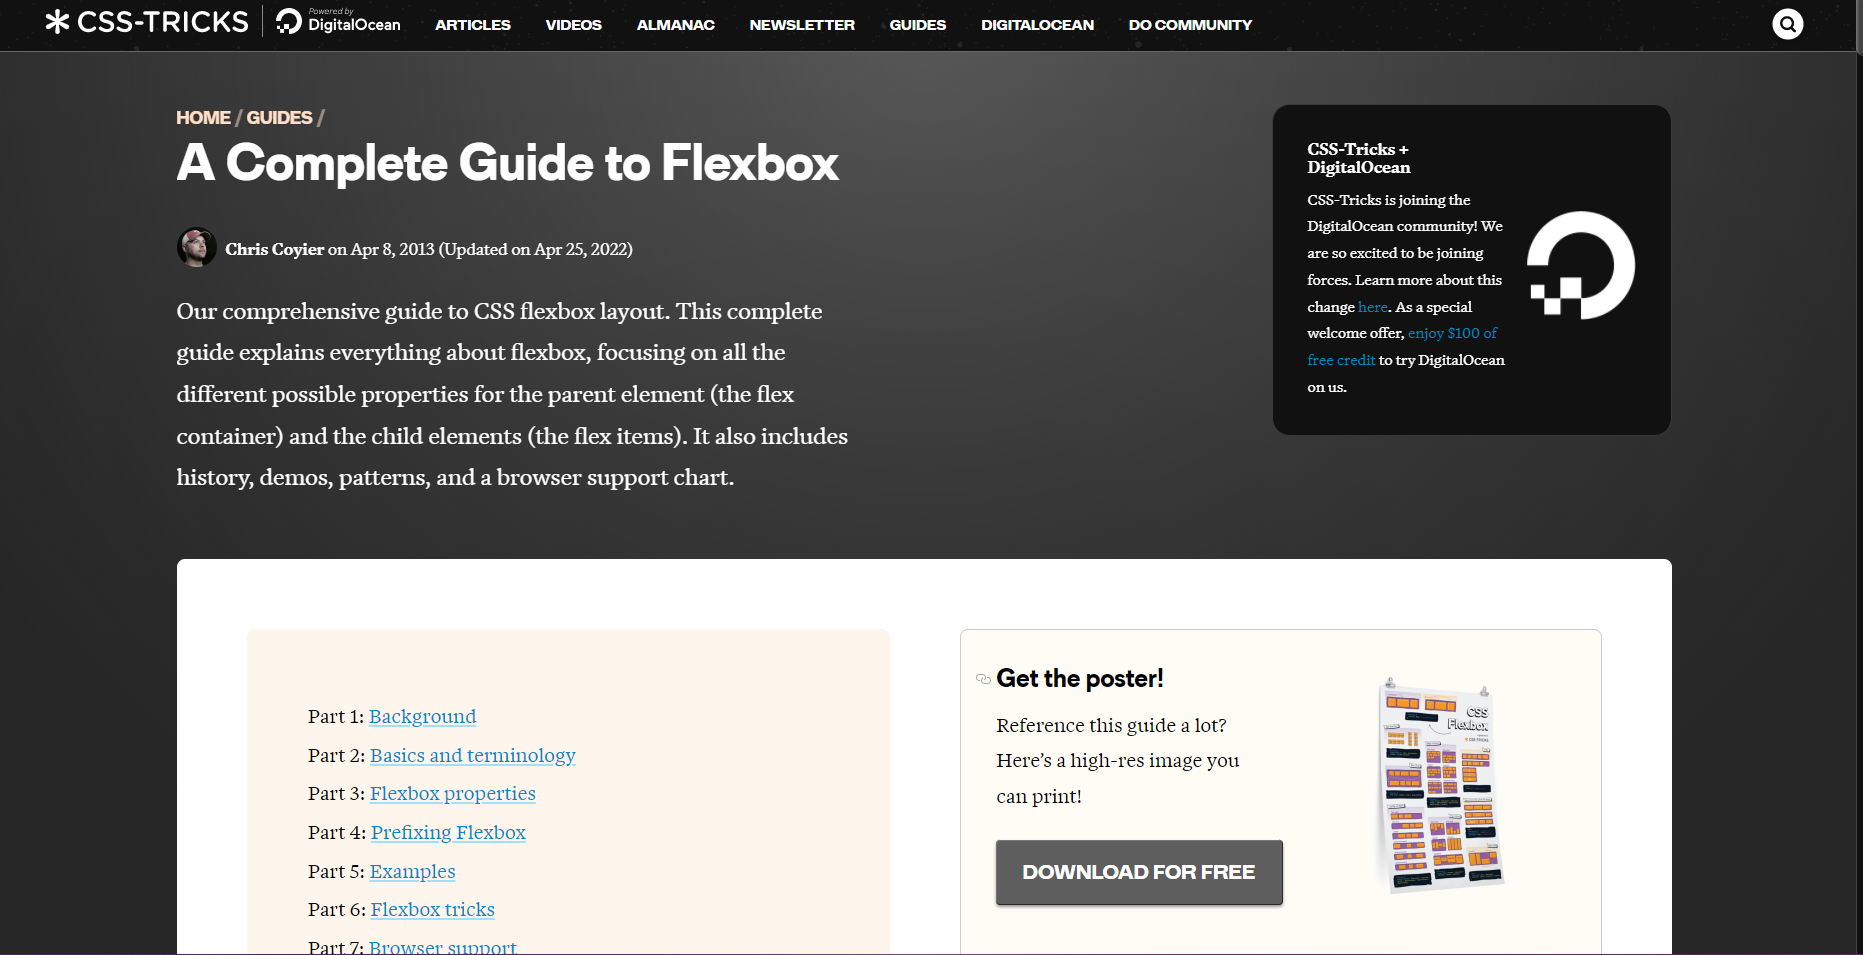 CSS-TRICKS
Powered by
DigitalOcean
ARTICLES
VIDEOS
ALMANAC
NEWSLETTER
GUIDES
DIGITALOCEAN
DO COMMUNITY
HOME / GUIDES /
A Complete Guide to Flexbox
Chris Coyier on Apr 8, 2013 (Updated on Apr 25, 2022)
Our comprehensive guide to CSS flexbox layout. This complete
guide explains everything about flexbox, focusing on all the
different possible properties for the parent element (the flex
container) and the child elements (the flex items). It also includes
history, demos, patterns, and a browser support chart.
CSS-Tricks +
DigitalOcean
CSS-Tricks is joining the
DigitalOcean community! We
are so excited to be joining
forces. Learn more about this
change here. As a special
welcome offer, enjoy $100 of
free credit to try DigitalOcean
on us.
Part 1: Background
Part 2: Basics and terminology
Part 3: Flexbox properties
Part 4: Prefixing Flexbox
Part 5: Examples
Part 6: Flexbox tricks
Part 7: Browser support
Get the poster!
Reference this guide a lot?
Here’s a high-res image you
can print!
DOWNLOAD FOR FREE
CSS
Flexbox